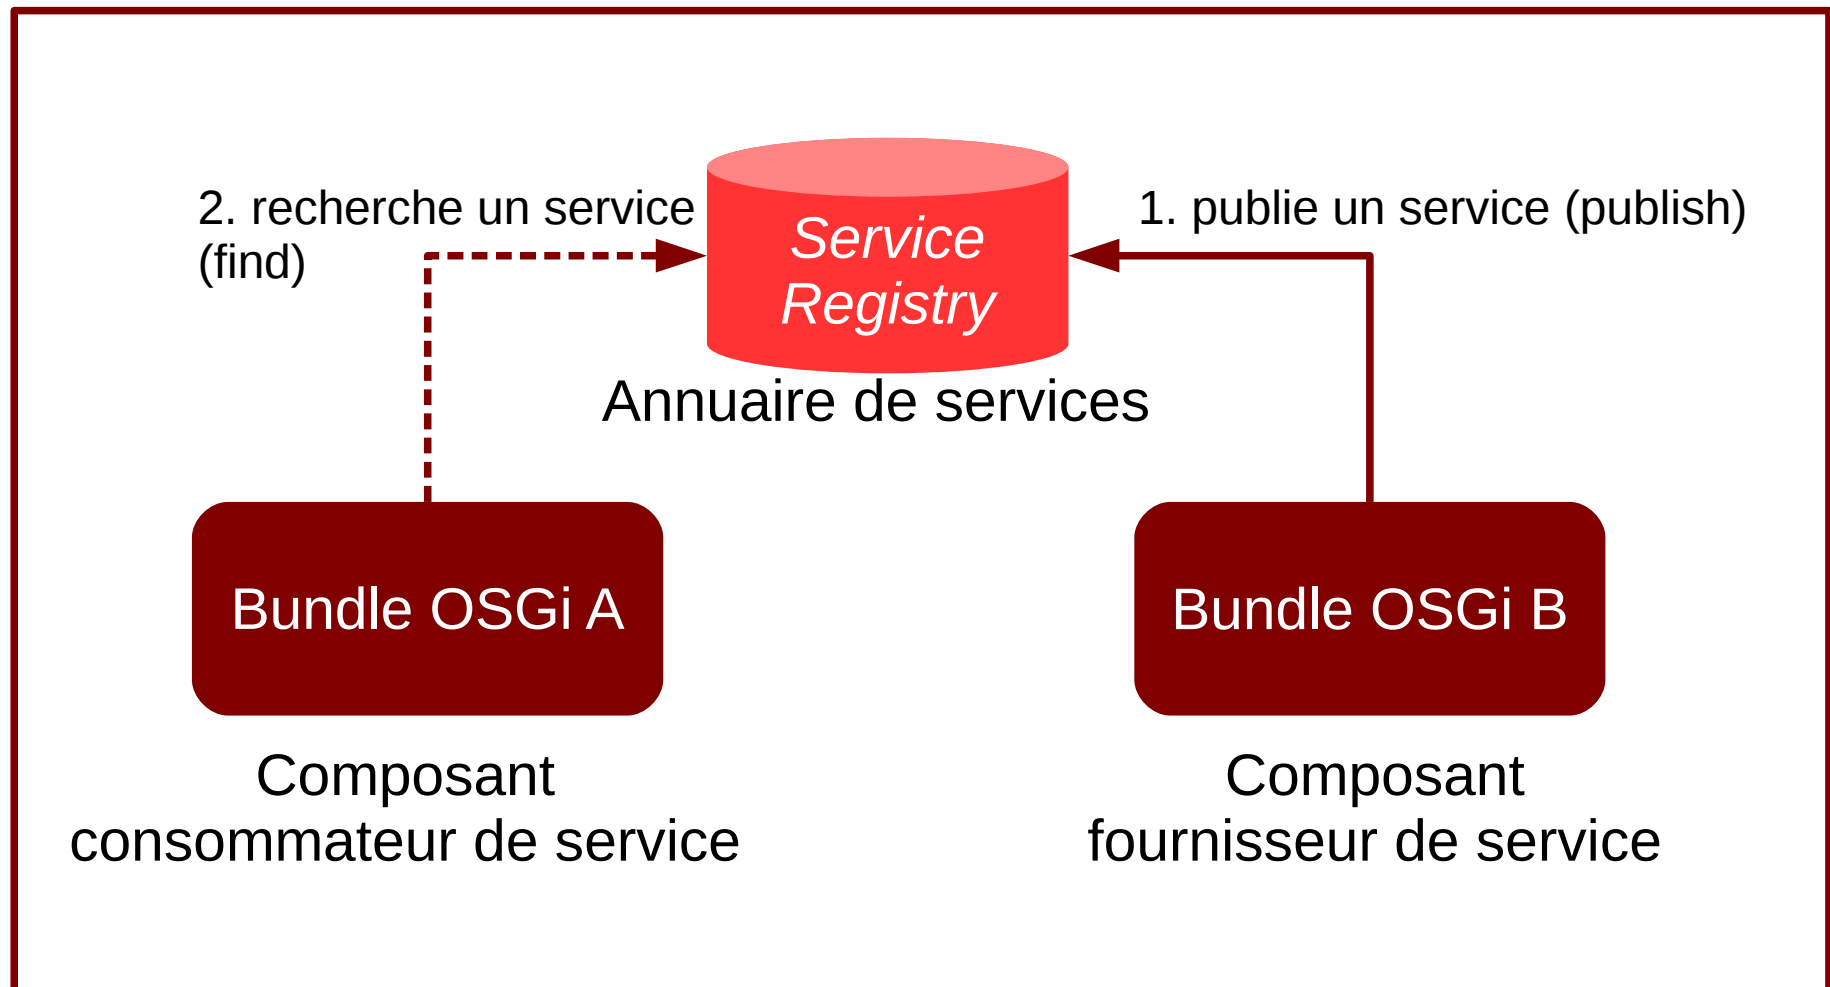 2. recherche un service
(find)
Service
Registry
1. publie un service (publish)
Annuaire de services
Bundle OSGi A
Bundle OSGi B
Composant
consommateur de service
Composant
fournisseur de service